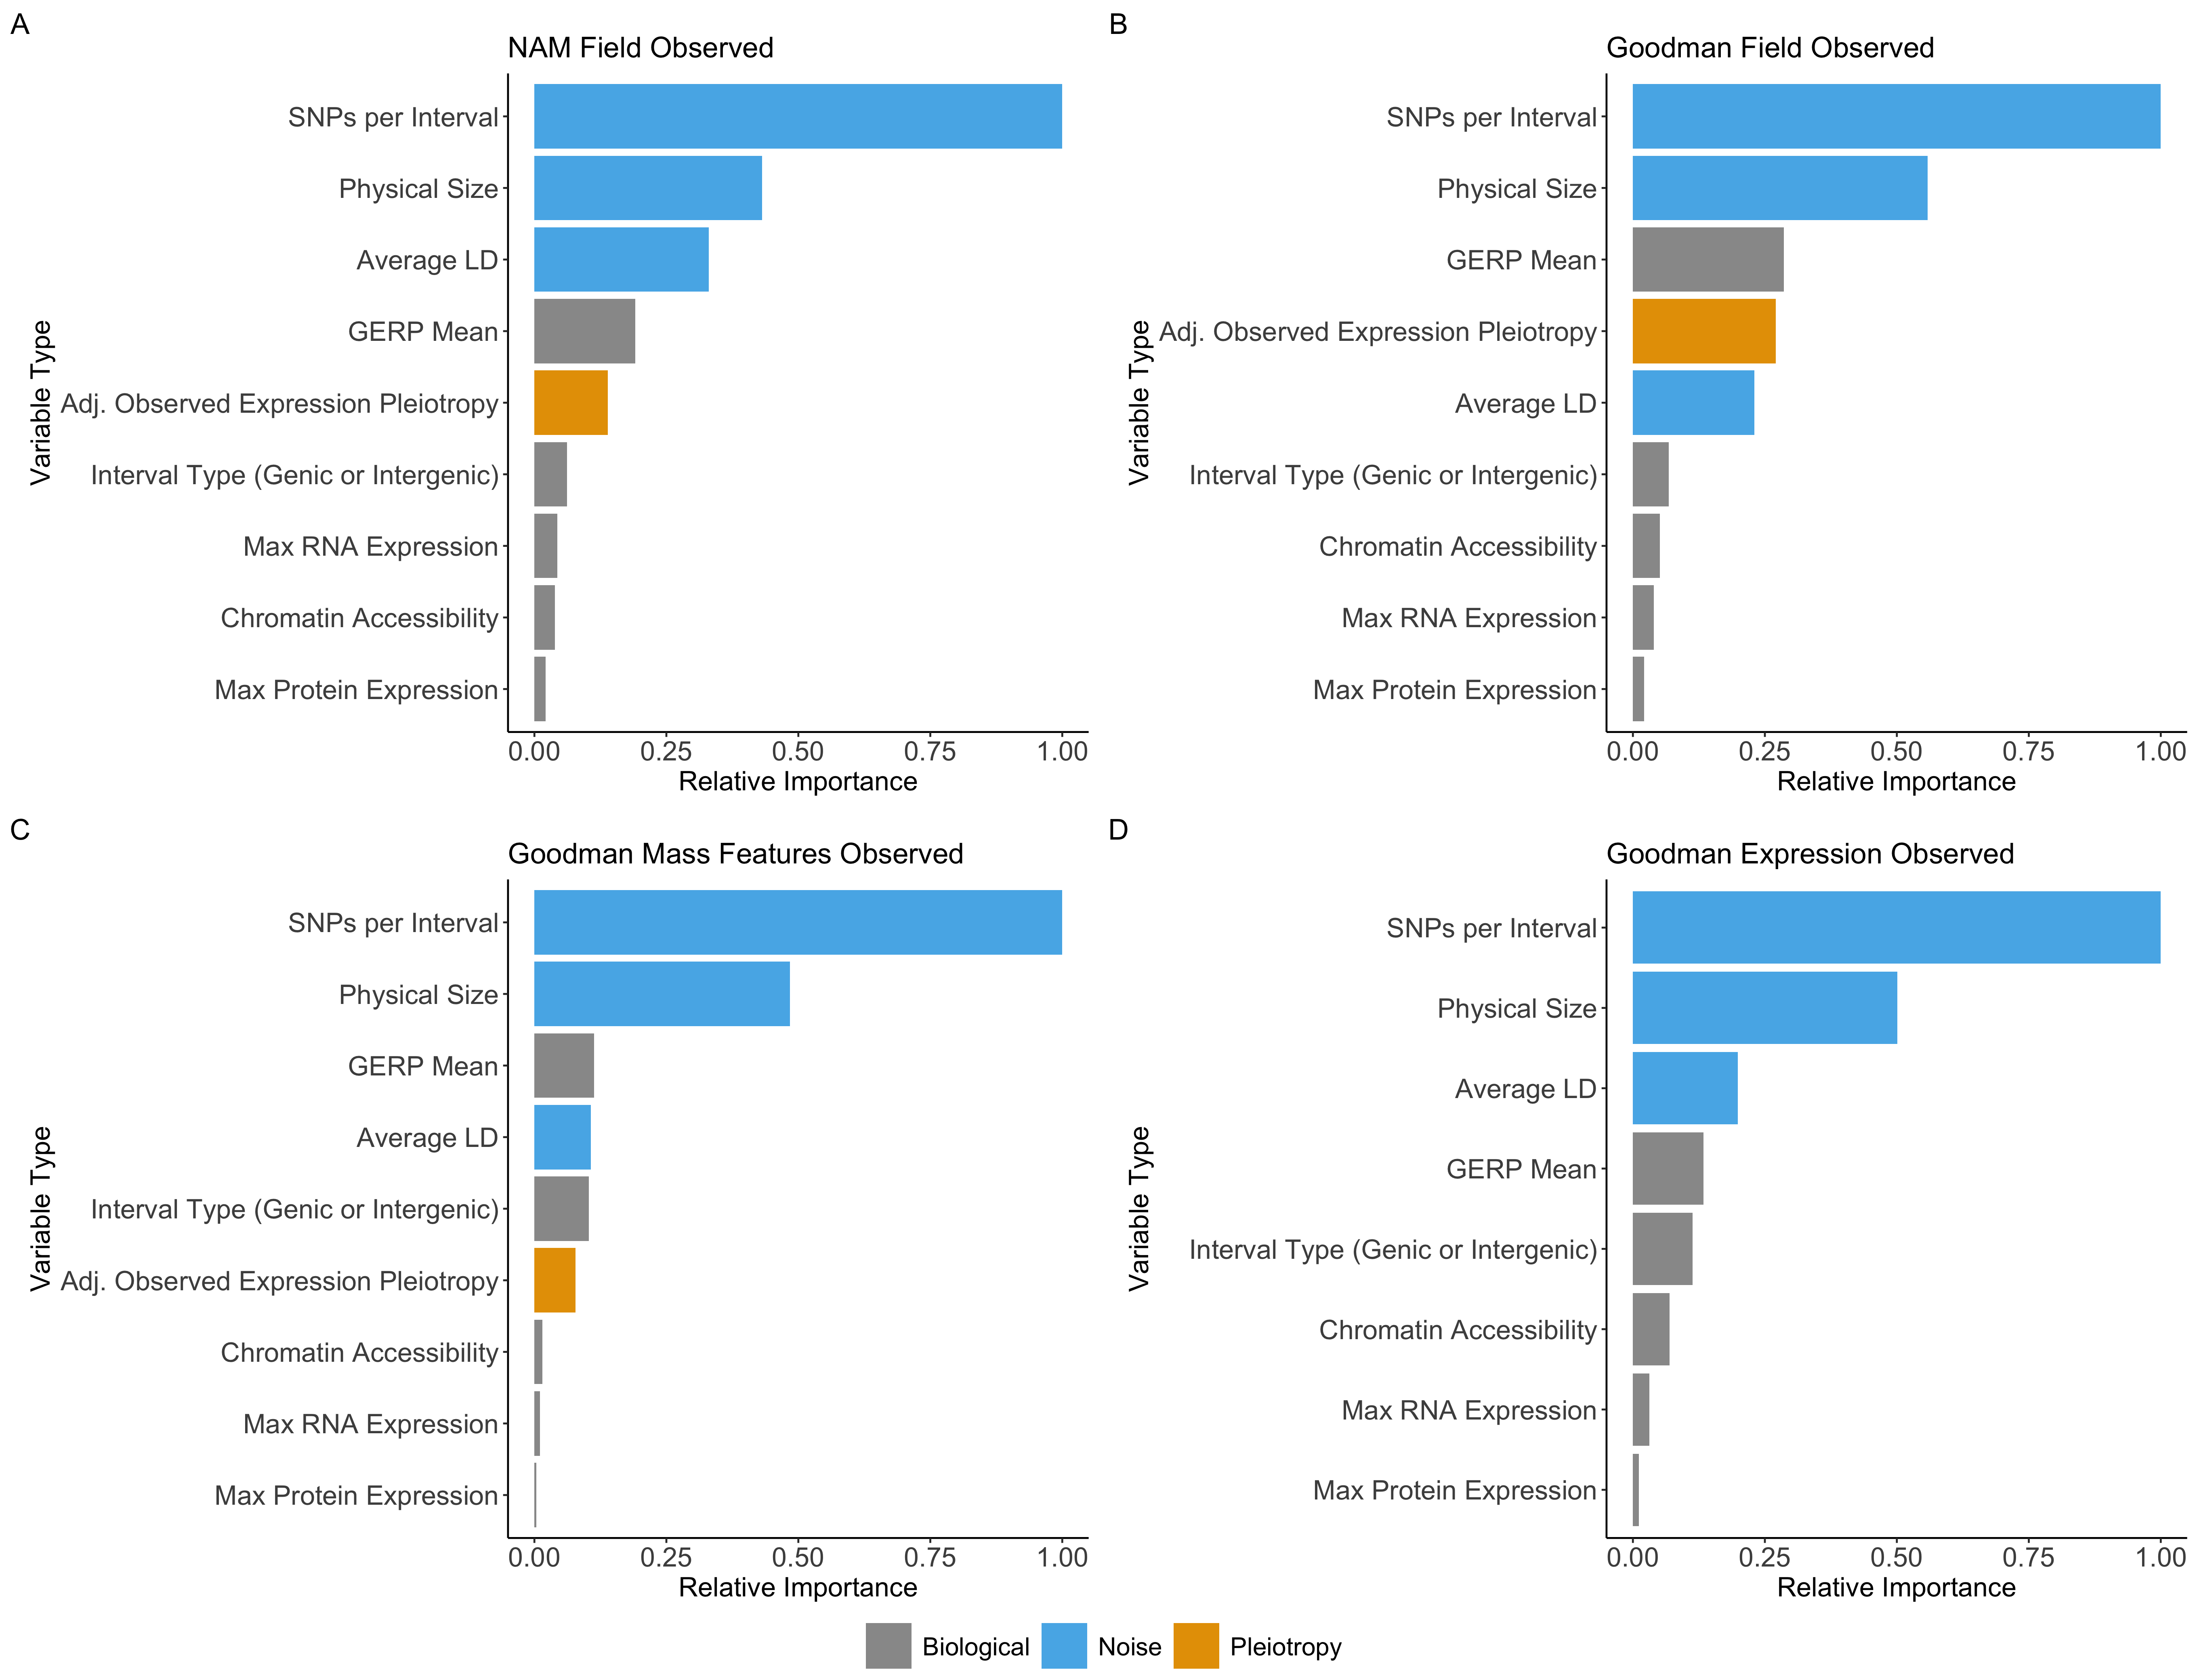 A
NAM Field Observed
Variable Type
SNPs per Interval
Physical Size
Average LD
GERP Mean
Adj. Observed Expression Pleiotropy
Interval Type (Genic or Intergenic)
Max RNA Expression
Chromatin Accessibility
Max Protein Expression
0.00 0.25 0.50 0.75 1.00
Relative Importance
B
Goodman Field Observed
Variable Type
SNPs per Interval
Physical Size
GERP Mean
Adj. Observed Expression Pleiotropy
Average LD
Interval Type (Genic or Intergenic)
Chromatin Accessibility
Max RNA Expression
Max Protein Expression
0.00 0.25 0.50 0.75 1.00
Relative Importance
C
Goodman Mass Features Observed
Variable Type
SNPs per Interval
Physical Size
GERP Mean
Average LD
Interval Type (Genic or Intergenic)
Adj. Observed Expression Pleiotropy
Chromatin Accessibility
Max RNA Expression
Max Protein Expression
0.00 0.25 0.50 0.75 1.00
Relative Importance
D
Goodman Expression Observed
Variable Type
SNPs per Interval
Physical Size
Average LD
GERP Mean
Interval Type (Genic or Intergenic)
Chromatin Accessibility
Max RNA Expression
Max Protein Expression
0.00 0.25 0.50 0.75 1.00
Relative Importance
Biological Noise Pleiotropy